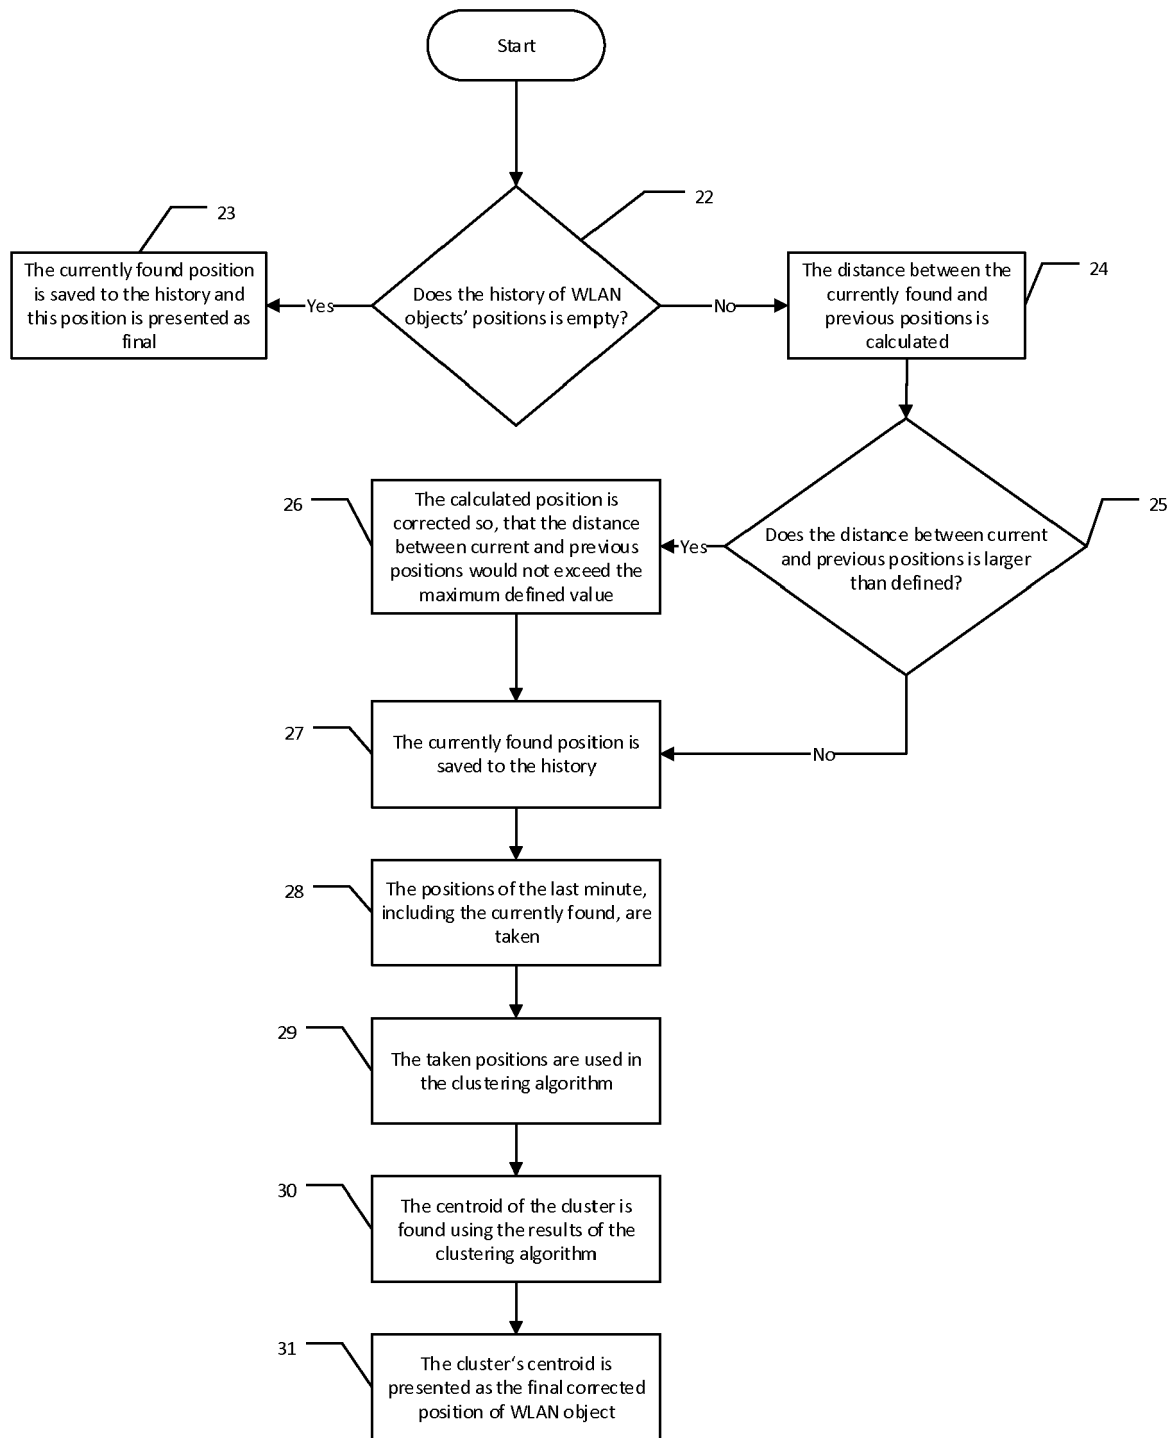 Start
22
23
The currently found position
is saved to the history and
this position is presented as
final
Yes
Does the history of WLAN
objects’ positions is empty?
No
The distance between the
currently found and
previous positions is
calculated
24
26
The calculated position is
corrected so, that the distance
between current and previous
positions would not exceed the
maximum defined value
Yes
Does the distance between current
and previous positions is larger
than defined?
25
27
The currently found position is
saved to the history
No
28
The positions of the last minute,
including the currently found, are
taken
29
The taken positions are used in
the clustering algorithm
30
The centroid of the cluster is
found using the results of the
clustering algorithm
31
The cluster‘s centroid is
presented as the final corrected
position of WLAN object